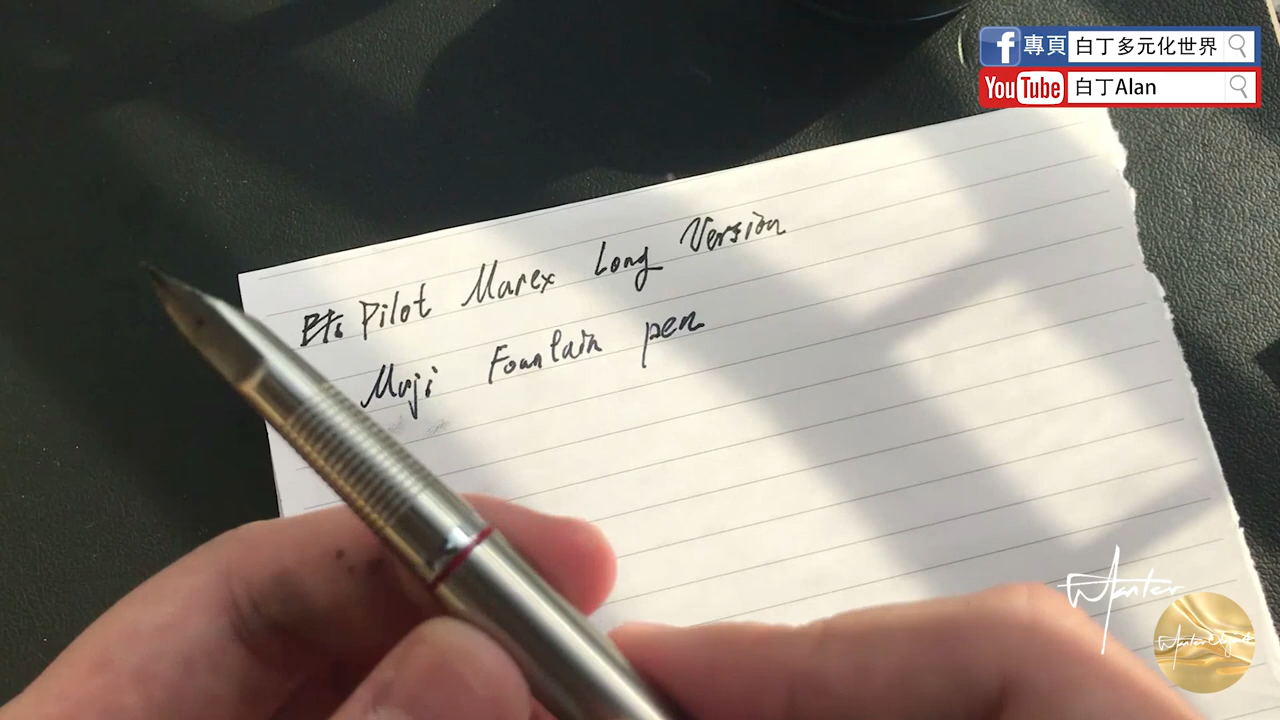 專頁 白丁多元化世界
YouTube 白丁Alan
Pilot Marex Long Version
Muji Fountain pen